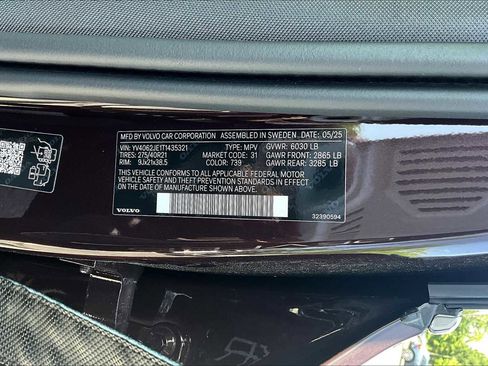 MFD BY VOLVO CAR CORPORATION ASSEMBLED IN SWEDEN DATE: 05/25
VIN: YV4062JE1T1435321 TYPE: MPV GVWR: 6030 LB
TIRES: 275/40R21 MARKET CODE: 31 GAWR FRONT: 2865 LB
RIM: 9Jx21x38.5 COLOR: 739 GAWR REAR: 3285 LB
THIS VEHICLE CONFORMS TO ALL APPLICABLE FEDERAL MOTOR
VEHICLE SAFETY AND THEFT PREVENTION STANDARDS IN EFFECT
ON THE DATE OF MANUFACTURE SHOWN ABOVE
VOLVO 32390594